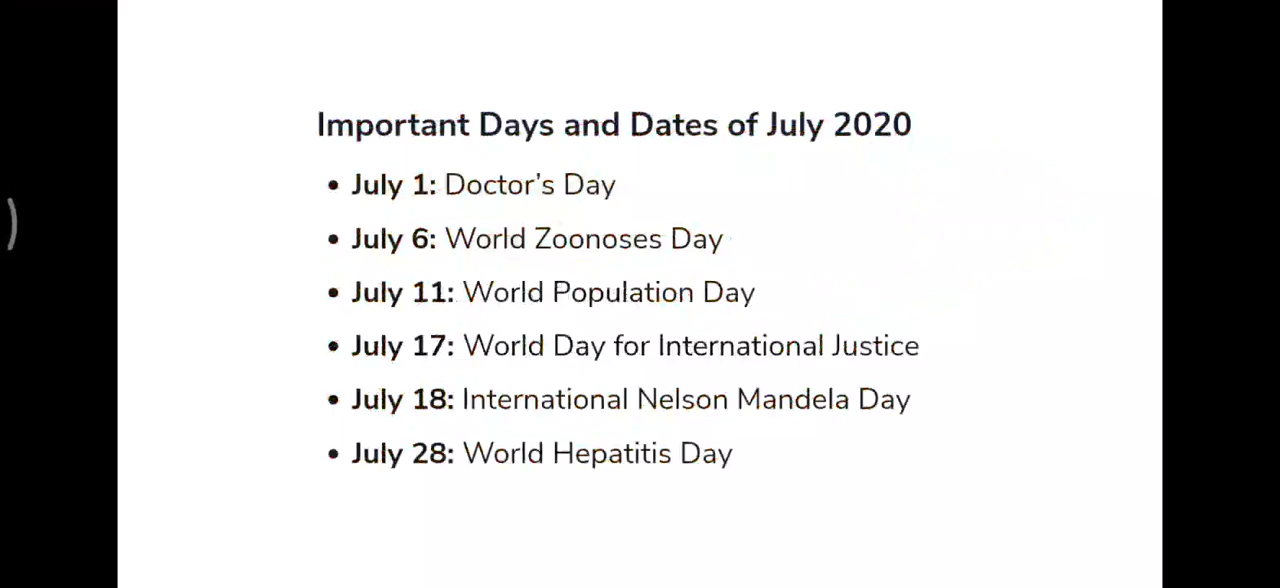 Important Days and Dates of July 2020
• July 1: Doctor's Day
• July 6: World Zoonoses Day
• July 11: World Population Day
• July 17: World Day for International Justice
• July 18: International Nelson Mandela Day
• July 28: World Hepatitis Day